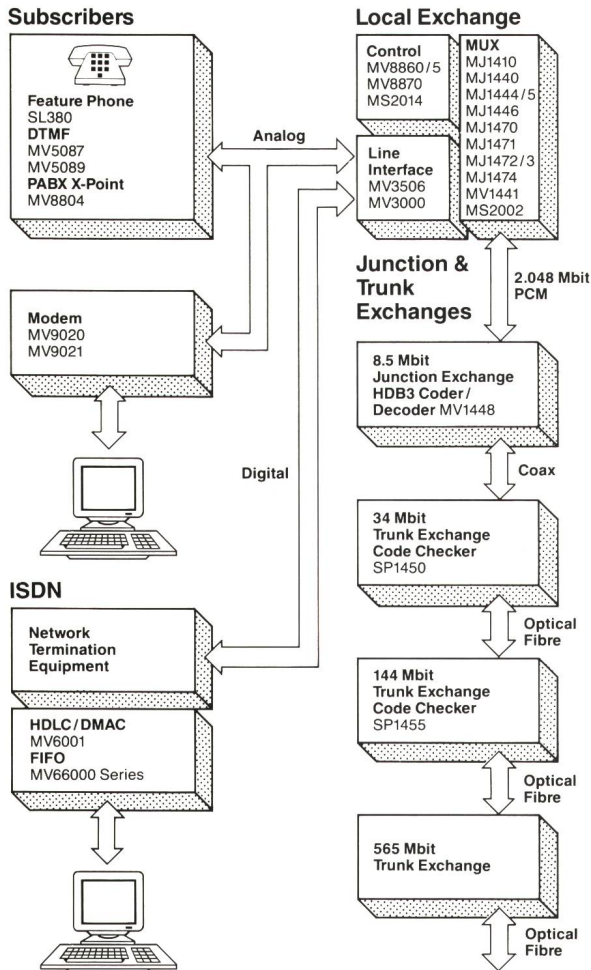 Subscribers
Feature Phone
SL380
DTMF
MV5087
MV5089
PABX X-Point
MV8804
Analog
Modem
MV9020
MV9021
Digital
ISDN
Network
Termination
Equipment
HDLC/DMAC
MV6001
FIFO
MV66000 Series
Local Exchange
Control
MV8860/5
MV8870
MS2014
Line
Interface
MV3506
MV3000
MUX
MJ1410
MJ1440
MJ1444/5
MJ1446
MJ1470
MJ1471
MJ1472/3
MJ1474
MV1441
MS2002
Junction &
Trunk
Exchanges
2.048 Mbit
PCM
8.5 Mbit
Junction Exchange
HDB3 Coder/
Decoder MV1448
Coax
34 Mbit
Trunk Exchange
Code Checker
SP1450
Optical
Fibre
144 Mbit
Trunk Exchange
Code Checker
SP1455
Optical
Fibre
565 Mbit
Trunk Exchange
Optical
Fibre